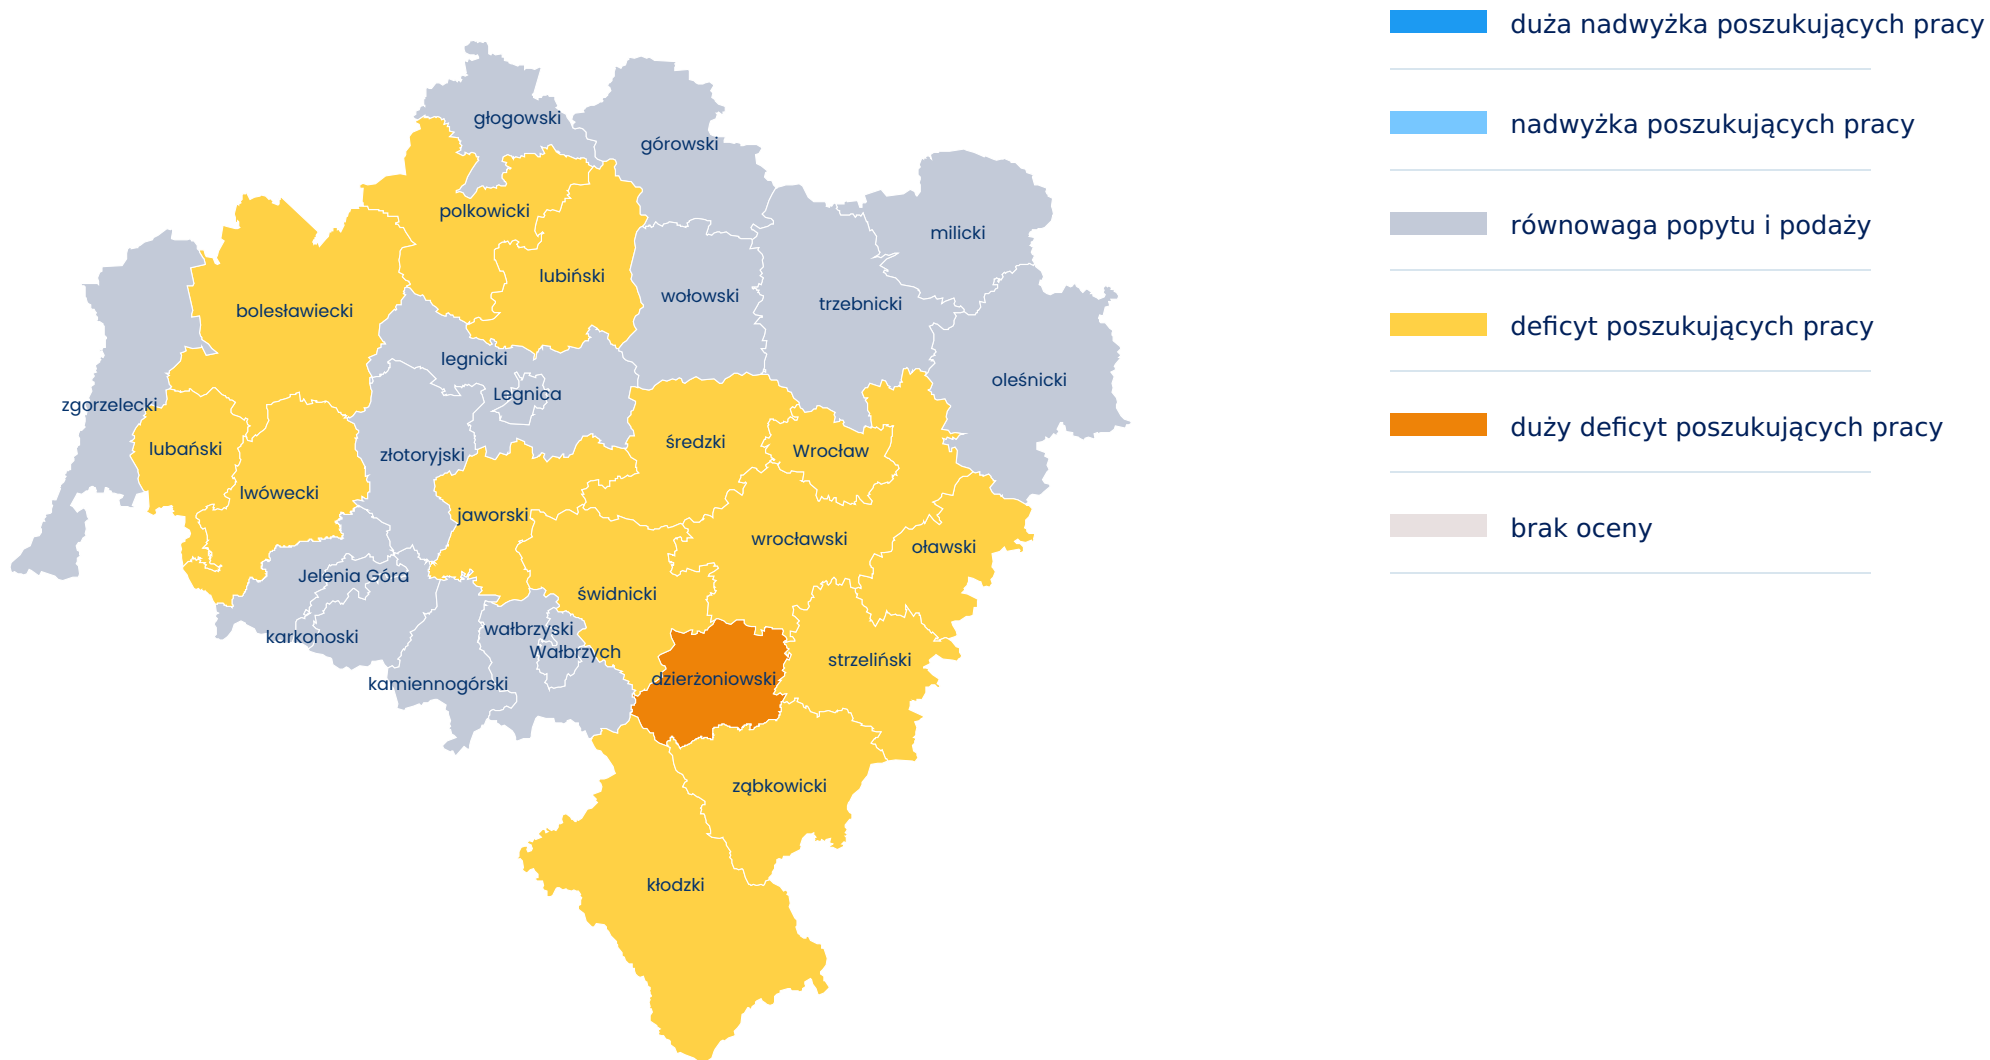 głogowski
górowski
polkowicki
milicki
lubiński
wołowski
trzebnicki
bolesławiecki
legnicki
Legnica
oleśnicki
zgorzelecki
lubański
złotoryjski
średzki
Wrocław
lwówecki
jaworski
wrocławski
oławski
Jelenia Góra
świdnicki
karkonoski
wałbrzyski
Wałbrzych
strzeliński
kamiennogórski
dzierżoniowski
ząbkowicki
kłodzki
duża nadwyżka poszukujących pracy
nadwyżka poszukujących pracy
równowaga popytu i podaży
deficyt poszukujących pracy
duży deficyt poszukujących pracy
brak oceny